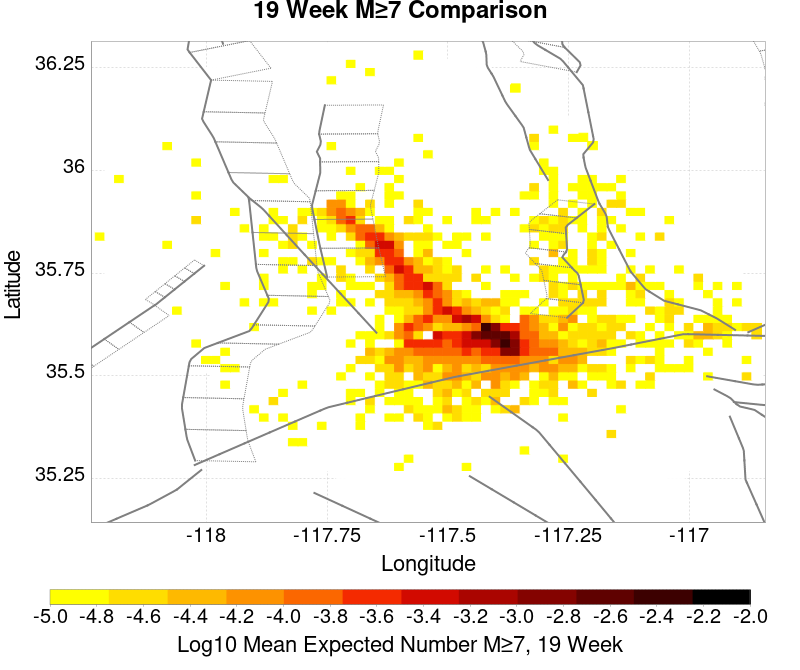 19 Week M≥7 Comparison
36.25
36
35.75
35.5
35.25
Latitude
-118 -117.75 -117.5 -117.25 -117
Longitude
-5.0 -4.8 -4.6 -4.4 -4.2 -4.0 -3.8 -3.6 -3.4 -3.2 -3.0 -2.8 -2.6 -2.4 -2.2 -2.0
Log10 Mean Expected Number M≥7, 19 Week